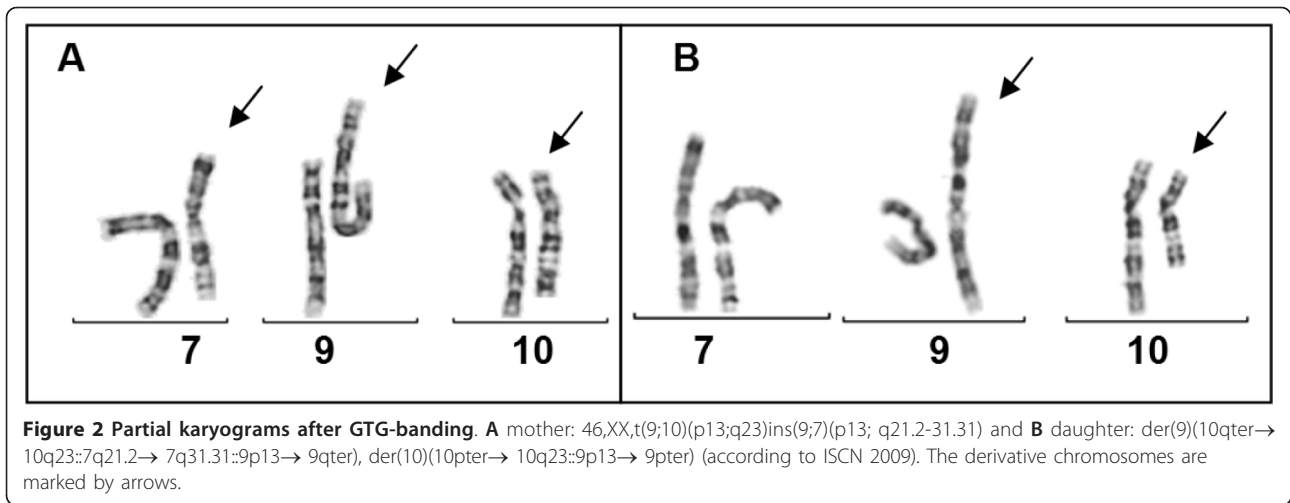 A
B
7
9
10
7
9
10
Figure 2 Partial karyograms after GTG-banding. A mother: 46,XX,t(9;10)(p13;q23)ins(9;7)(p13; q21.2-31.31) and B daughter: der(9)(10qter→
10q23::7q21.2→ 7q31.31::9p13→ 9qter), der(10)(10pter→ 10q23::9p13→ 9pter) (according to ISCN 2009). The derivative chromosomes are
marked by arrows.